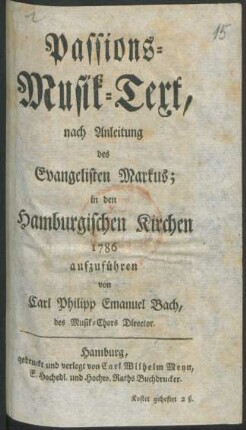 15
Passions-
Musik-Text,
nach Anleitung
des
Evangelisten Markus;
in den
Hamburgischen Kirchen
1786
aufzuführen
von
Carl Philipp Emanuel Bach,
des Musik-Chors Director.
Hamburg,
gedruckt und verlegt von Carl Wilhelm Meyn,
E. Hochedl. und Hochw. Raths Buchdrucker.
Kostet geheftet 2 ß.